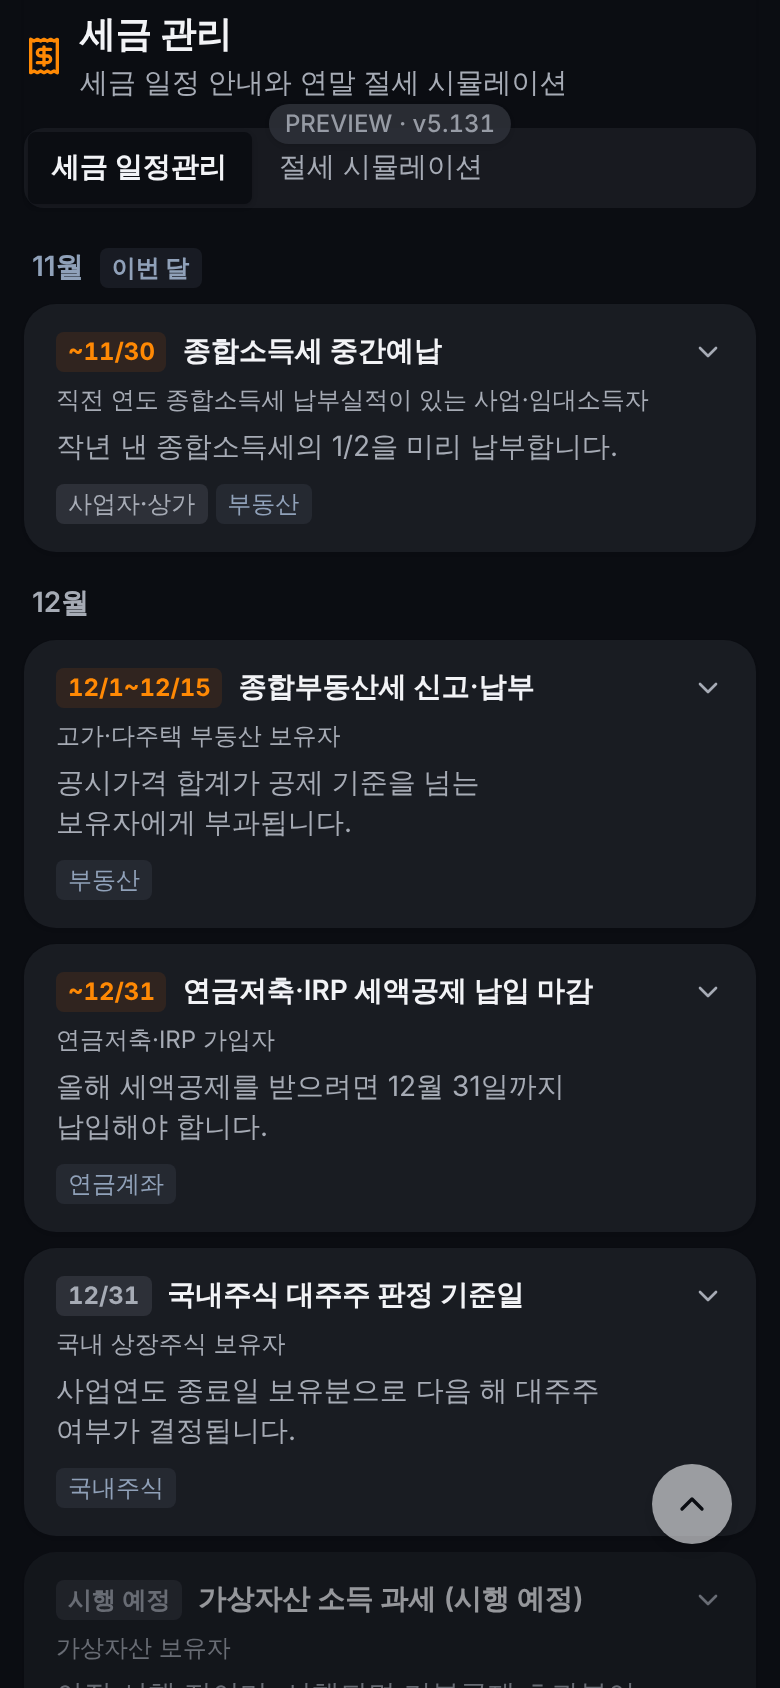 세금 관리
세금 일정 안내와 연말 절세 시뮬레이션
PREVIEW · v5.131
세금 일정관리
절세 시뮬레이션
11월 이번 달
~11/30 종합소득세 중간예납
직전 연도 종합소득세 납부실적이 있는 사업·임대소득자
작년 낸 종합소득세의 1/2을 미리 납부합니다.
사업자·상가 부동산
12월
12/1~12/15 종합부동산세 신고·납부
고가·다주택 부동산 보유자
공시가격 합계가 공제 기준을 넘는
보유자에게 부과됩니다.
부동산
~12/31 연금저축·IRP 세액공제 납입 마감
연금저축·IRP 가입자
올해 세액공제를 받으려면 12월 31일까지
납입해야 합니다.
연금계좌
12/31 국내주식 대주주 판정 기준일
국내 상장주식 보유자
사업연도 종료일 보유분으로 다음 해 대주주
여부가 결정됩니다.
국내주식
시행 예정 가상자산 소득 과세 (시행 예정)
가상자산 보유자